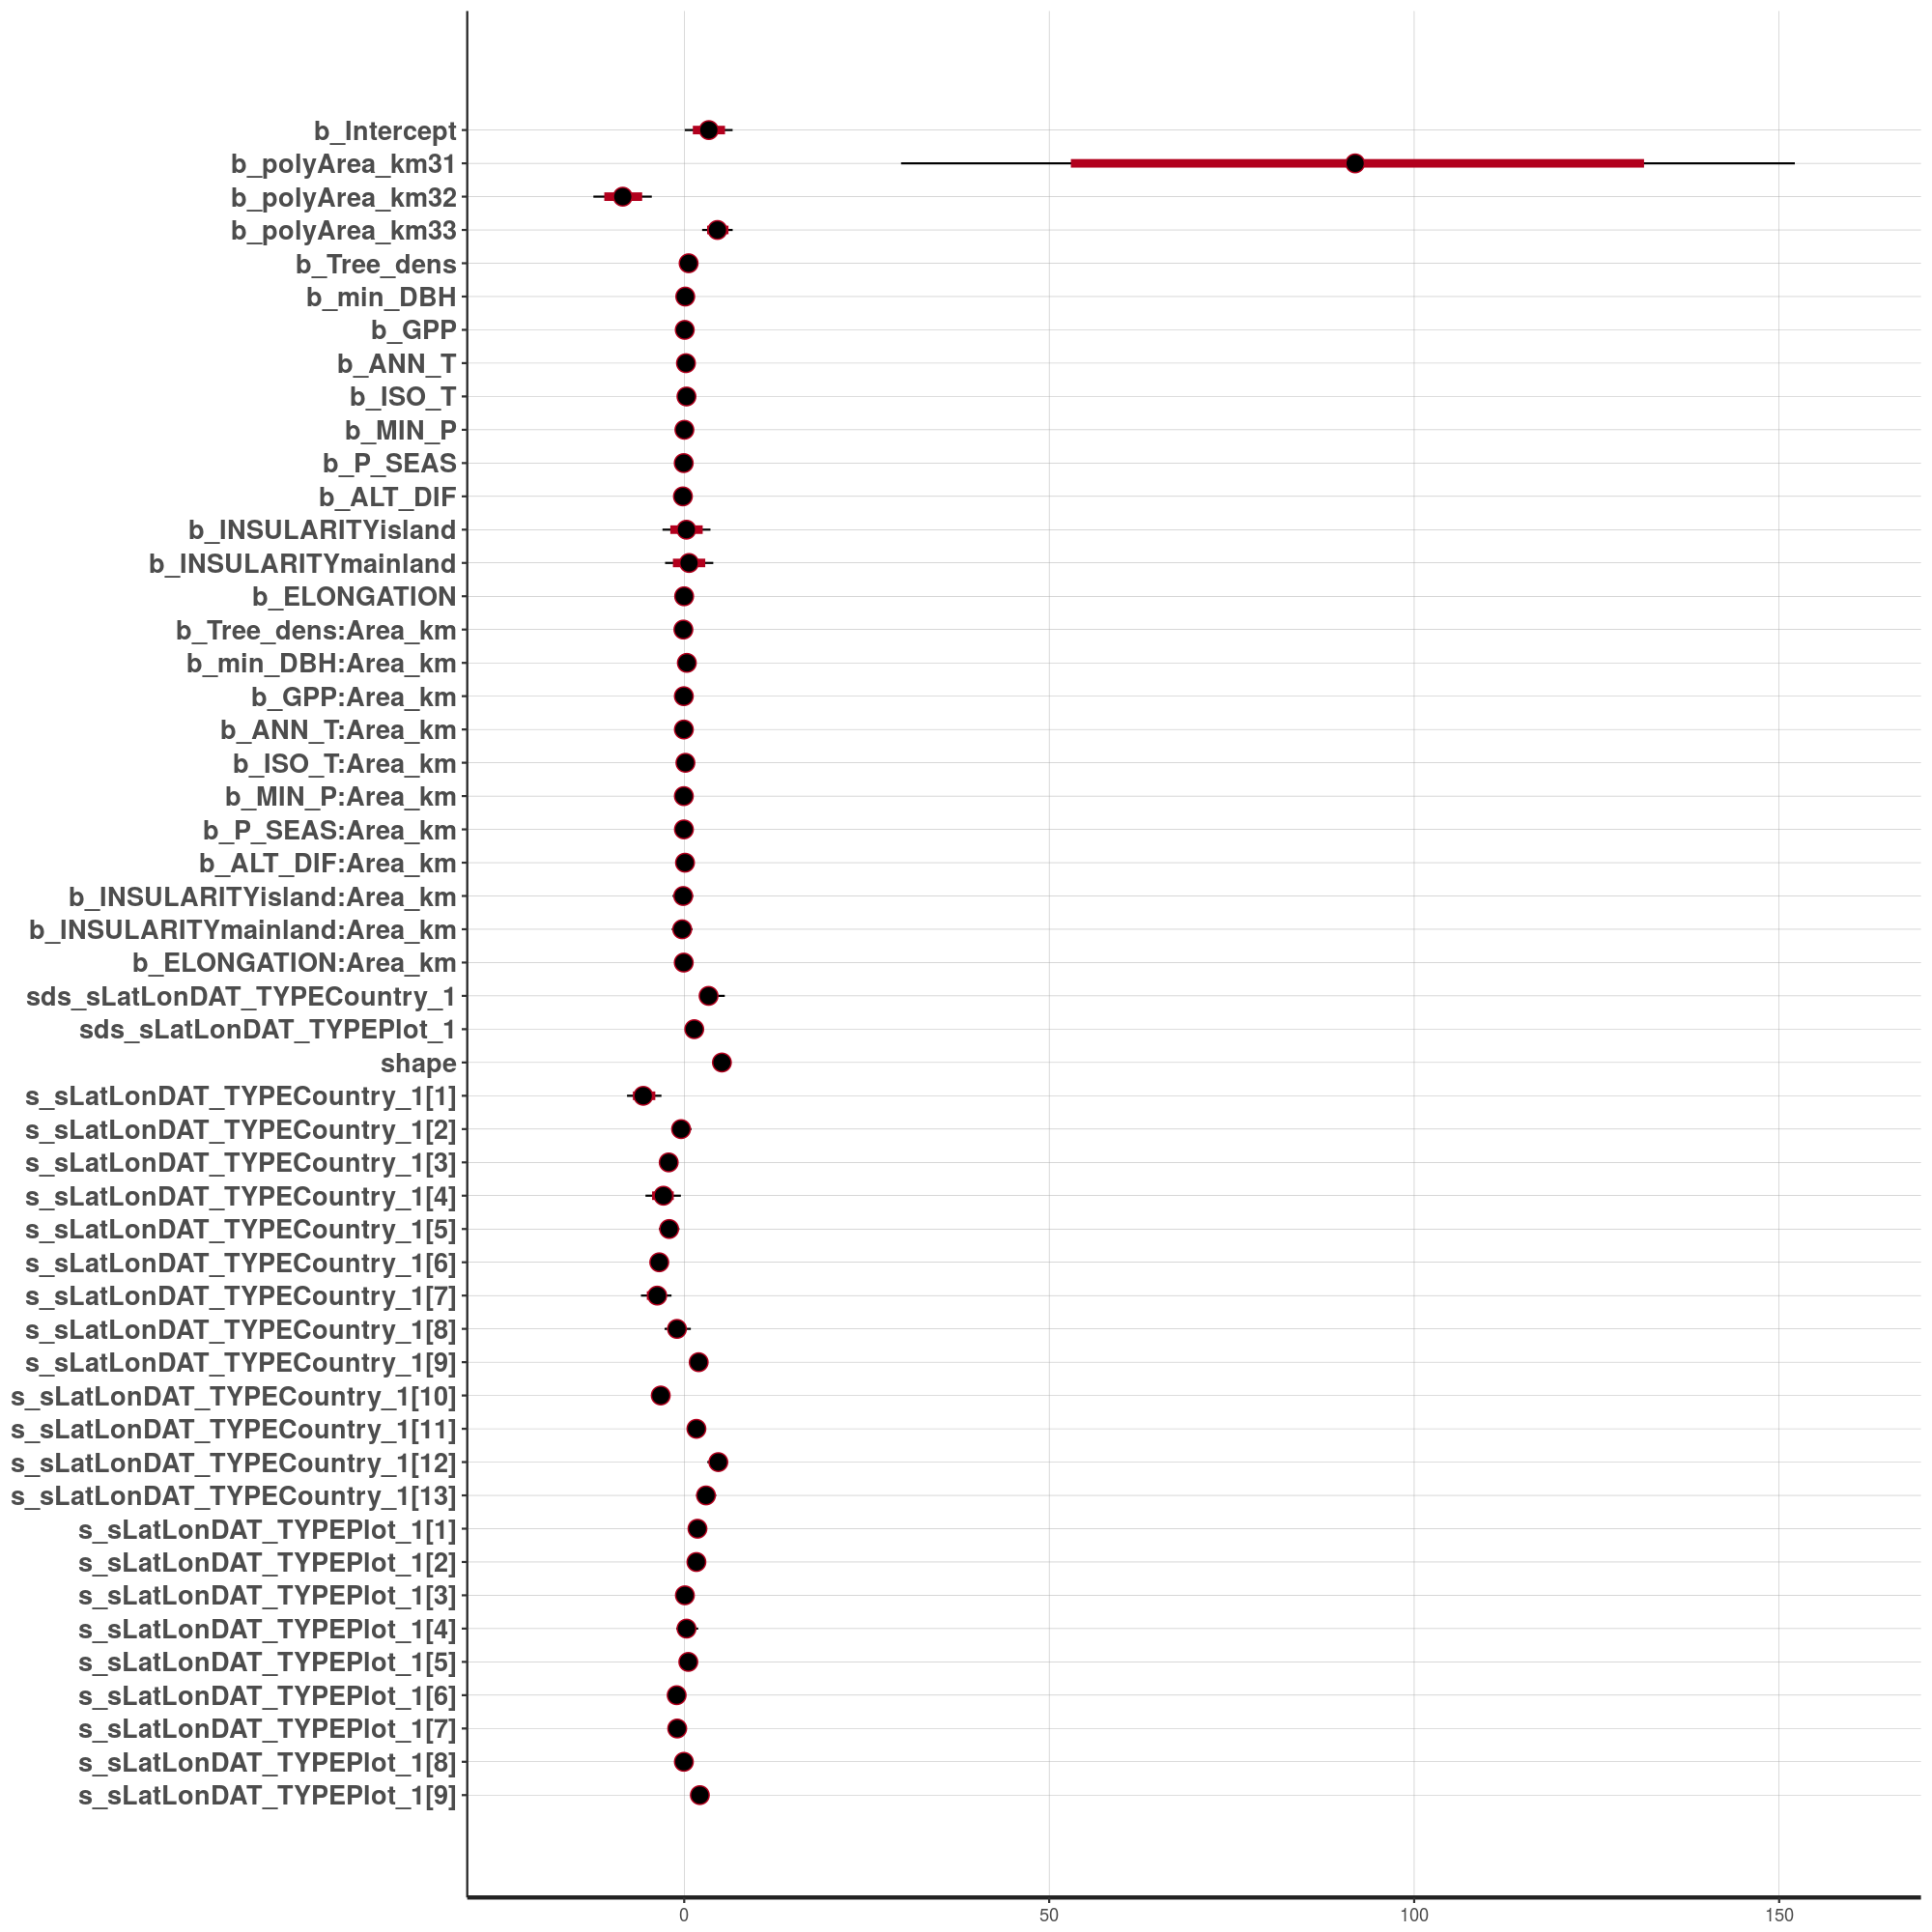 b_Intercept
b_polyArea_km31
b_polyArea_km32
b_polyArea_km33
b_Tree_dens
b_min_DBH
b_GPP
b_ANN_T
b_ISO_T
b_MIN_P
b_P_SEAS
b_ALT_DIF
b_INSULARITYisland
b_INSULARITYmainland
b_ELONGATION
b_Tree_dens:Area_km
b_min_DBH:Area_km
b_GPP:Area_km
b_ANN_T:Area_km
b_ISO_T:Area_km
b_MIN_P:Area_km
b_P_SEAS:Area_km
b_ALT_DIF:Area_km
b_INSULARITYisland:Area_km
b_INSULARITYmainland:Area_km
b_ELONGATION:Area_km
sds_sLatLonDAT_TYPECountry_1
sds_sLatLonDAT_TYPEPlot_1
shape
s_sLatLonDAT_TYPECountry_1[1]
s_sLatLonDAT_TYPECountry_1[2]
s_sLatLonDAT_TYPECountry_1[3]
s_sLatLonDAT_TYPECountry_1[4]
s_sLatLonDAT_TYPECountry_1[5]
s_sLatLonDAT_TYPECountry_1[6]
s_sLatLonDAT_TYPECountry_1[7]
s_sLatLonDAT_TYPECountry_1[8]
s_sLatLonDAT_TYPECountry_1[9]
s_sLatLonDAT_TYPECountry_1[10]
s_sLatLonDAT_TYPECountry_1[11]
s_sLatLonDAT_TYPECountry_1[12]
s_sLatLonDAT_TYPECountry_1[13]
s_sLatLonDAT_TYPEPlot_1[1]
s_sLatLonDAT_TYPEPlot_1[2]
s_sLatLonDAT_TYPEPlot_1[3]
s_sLatLonDAT_TYPEPlot_1[4]
s_sLatLonDAT_TYPEPlot_1[5]
s_sLatLonDAT_TYPEPlot_1[6]
s_sLatLonDAT_TYPEPlot_1[7]
s_sLatLonDAT_TYPEPlot_1[8]
s_sLatLonDAT_TYPEPlot_1[9]
0 50 100 150